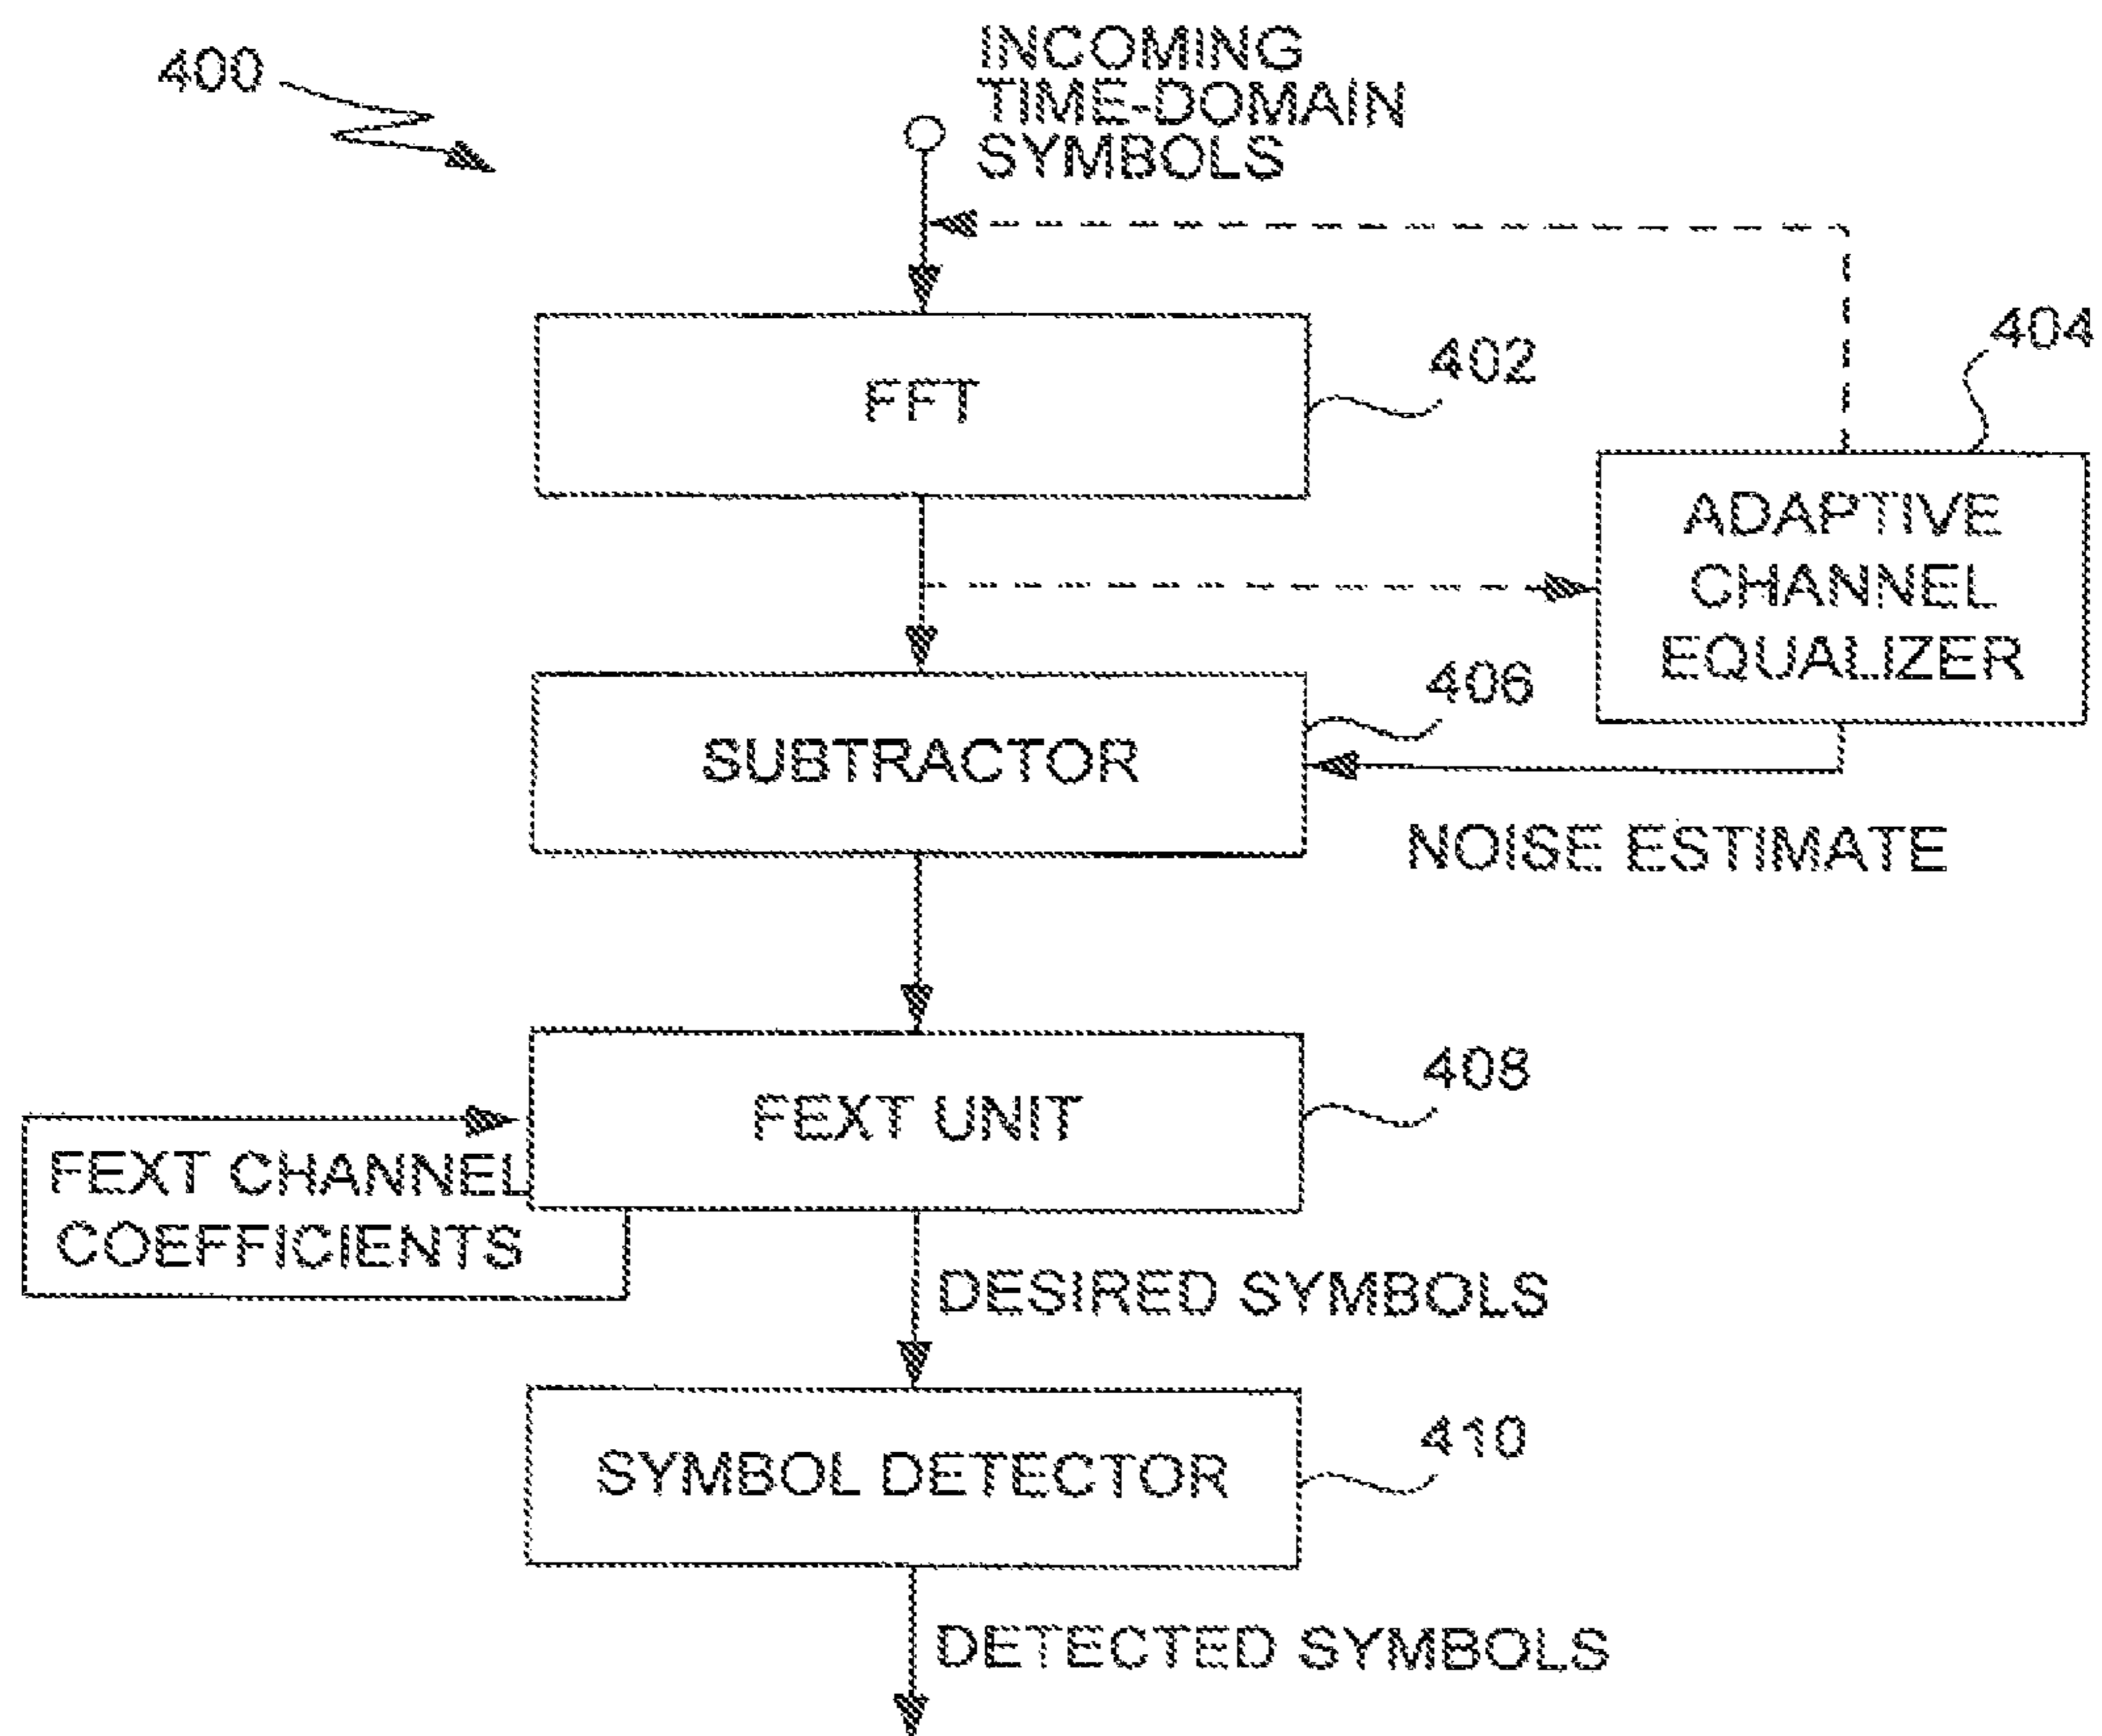 400
INCOMING
TIME-DOMAIN
SYMBOLS
FFT
402
404
ADAPTIVE
CHANNEL
EQUALIZER
406
SUBTRACTOR
NOISE ESTIMATE
408
FEXT UNIT
FEXT CHANNEL
COEFFICIENTS
DESIRED SYMBOLS
410
SYMBOL DETECTOR
DETECTED SYMBOLS